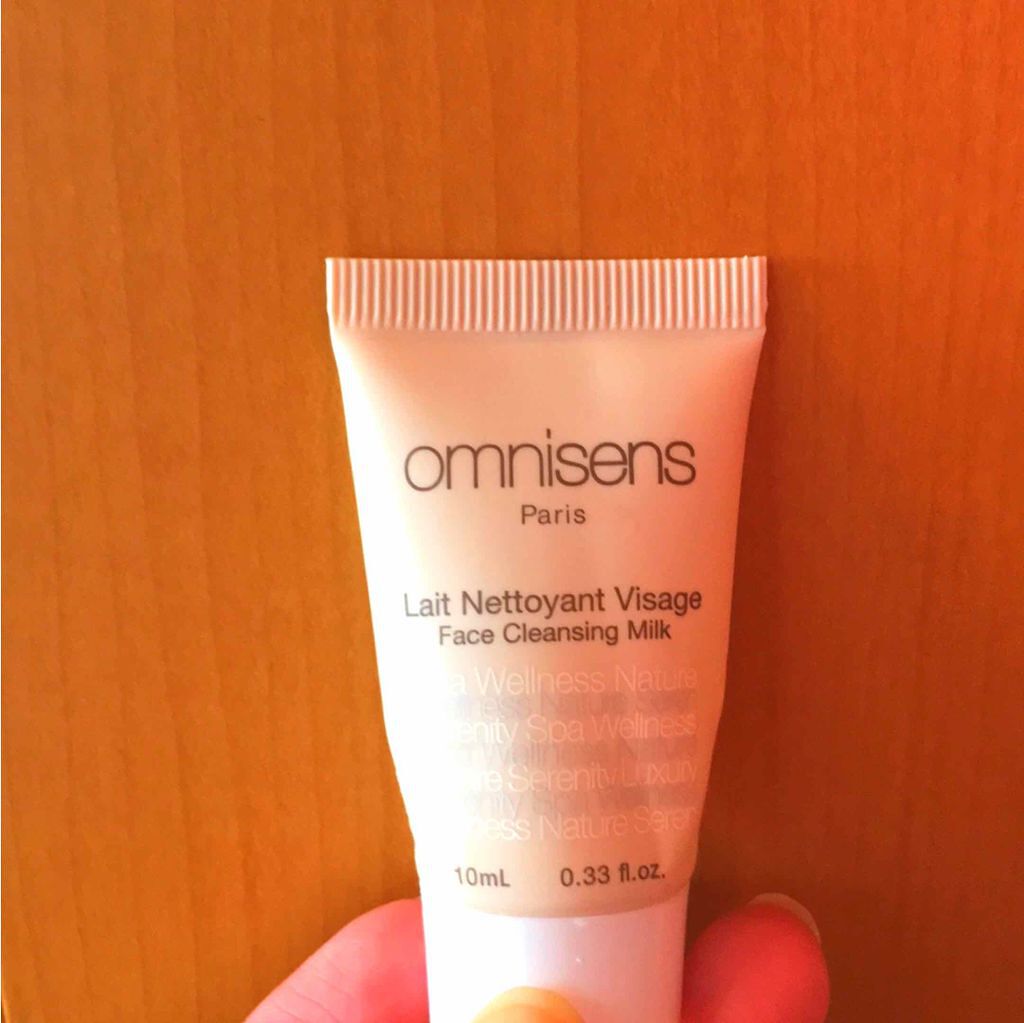 omnisens
Paris
Lait Nettoyant Visage
Face Cleansing Milk
Wellness Nature
Spa Wellness
Serenity Luxury
Nature
10mL 0.33 fl.oz.